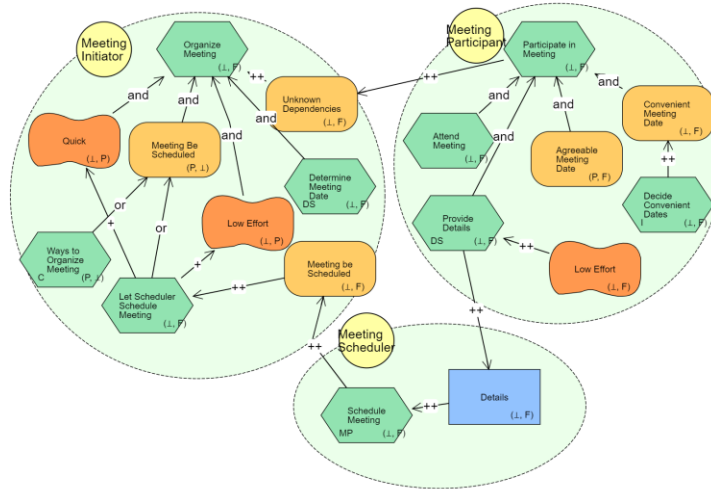 Meeting
Initiator
Organize
Meeting
(⊥, F)
++
Unknown
Dependencies
(⊥, F)
and
and
and
and
and
Quick
(⊥, P)
Meeting Be
Scheduled
(P, ⊥)
Determine
Meeting
Date
DS
(⊥, F)
or
+
or
Low Effort
(⊥, P)
Ways to
Organize
Meeting
C
(P, ⊥)
+
Let Scheduler
Schedule
Meeting
(⊥, F)
++
Meeting be
Scheduled
(⊥, F)
++
Meeting
Participant
Participate in
Meeting
(⊥, F)
++
and
and
and
and
Convenient
Meeting
Date
(⊥, F)
Attend
Meeting
(⊥, F)
Agreeable
Meeting
Date
(P, F)
++
Decide
Convenient
Dates
I
(⊥, F)
Provide
Details
DS
(⊥, F)
++
Low Effort
(⊥, F)
++
Meeting
Scheduler
Schedule
Meeting
MP
(⊥, F)
++
Details
(⊥, F)